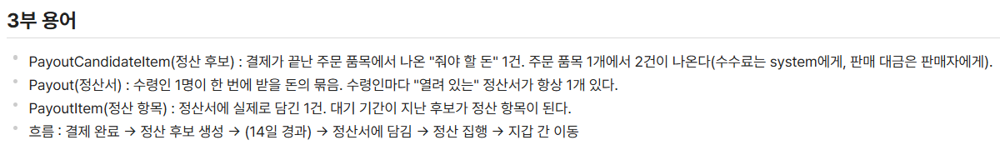 3부 용어
PayoutCandidateItem(정산 후보) : 결제가 끝난 주문 품목에서 나온 "줘야 할 돈" 1건. 주문 품목 1개에서 2건이 나온다(수수료는 system에게, 판매 대금은 판매자에게).
Payout(정산서) : 수령인 1명이 한 번에 받을 돈의 묶음. 수령인마다 "열려 있는" 정산서가 항상 1개 있다.
PayoutItem(정산 항목) : 정산서에 실제로 담긴 1건. 대기 기간이 지난 후보가 정산 항목이 된다.
흐름 : 결제 완료 → 정산 후보 생성 → (14일 경과) → 정산서에 담김 → 정산 집행 → 지갑 간 이동